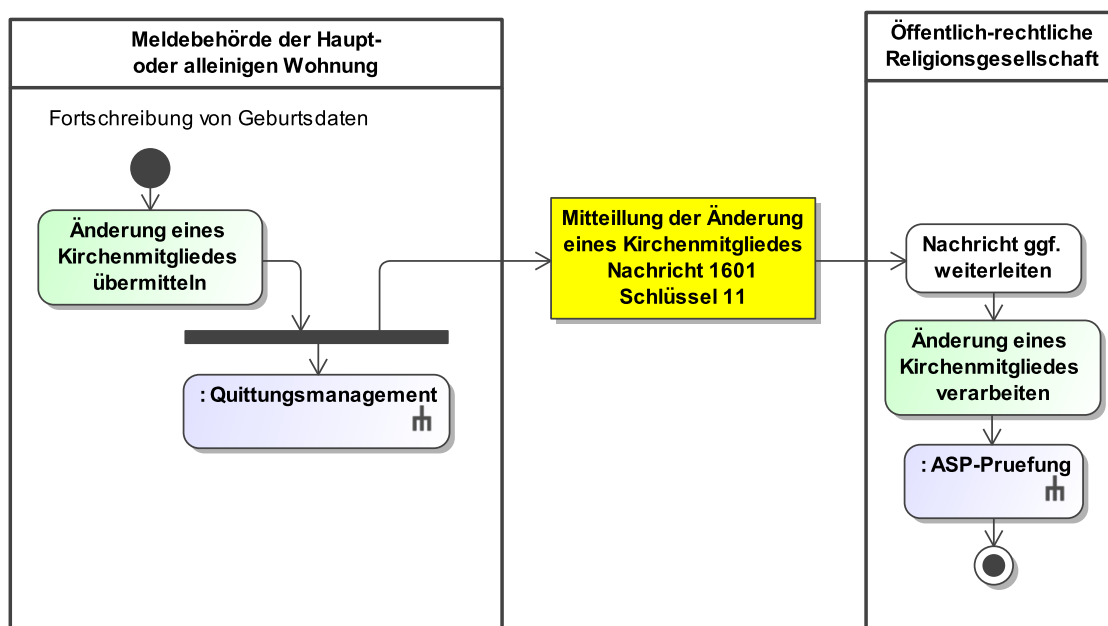 Meldebehörde der Haupt-
oder alleinigen Wohnung
Fortschreibung von Geburtsdaten
Änderung eines
Kirchenmitgliedes
übermitteln
: Quittungsmanagement
Mitteillung der Änderung
eines Kirchenmitgliedes
Nachricht 1601
Schlüssel 11
Öffentlich-rechtliche
Religionsgesellschaft
Nachricht ggf.
weiterleiten
Änderung eines
Kirchenmitgliedes
verarbeiten
: ASP-Pruefung